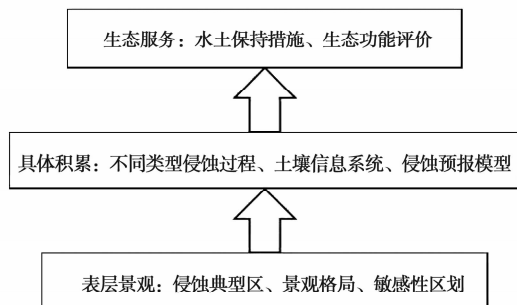 生态服务：水土保持措施、生态功能评价
具体积累：不同类型侵蚀过程、土壤信息系统、侵蚀预报模型
表层景观：侵蚀典型区、景观格局、敏感性区划